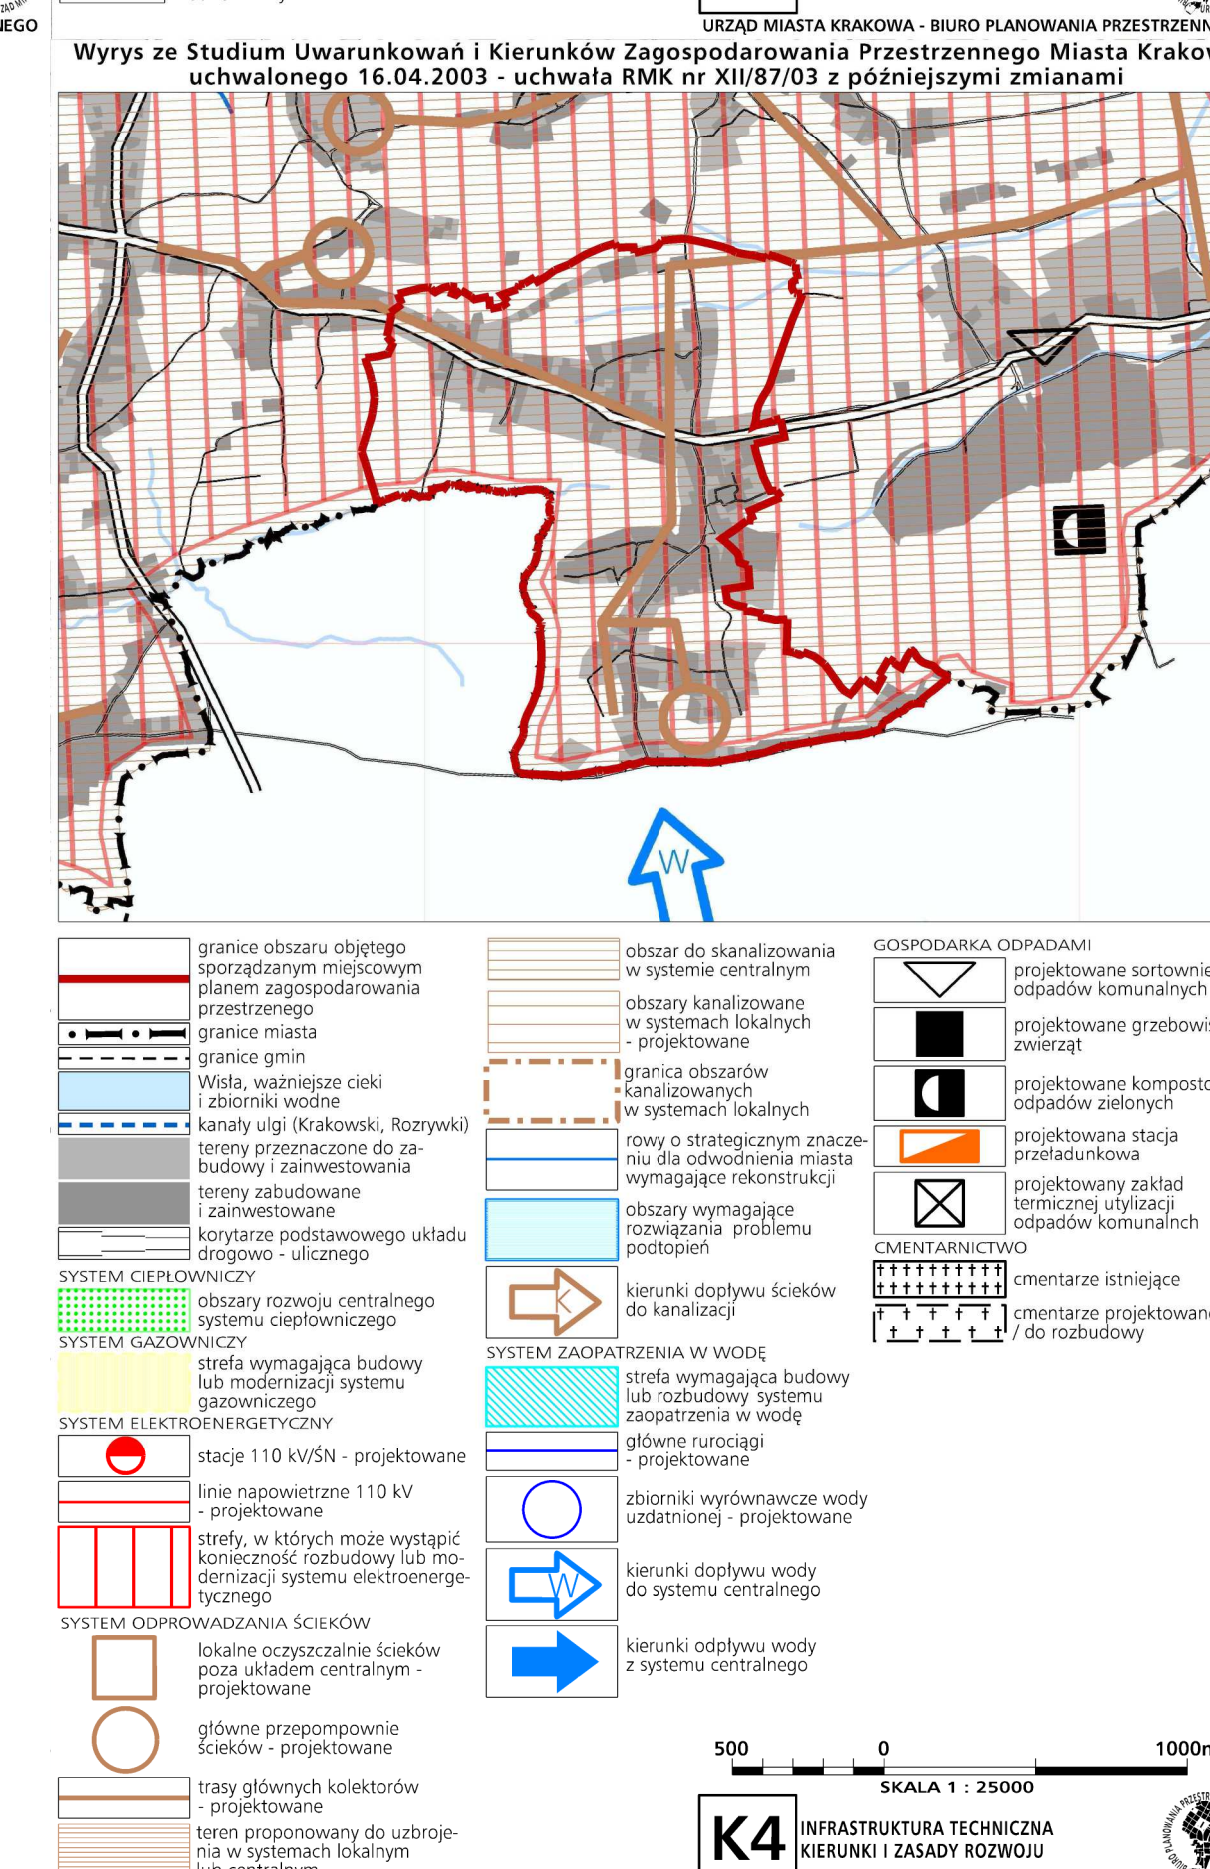 NEGO
URZĄD MIASTA KRAKOWA - BIURO PLANOWANIA PRZESTRZENN
Wyrys ze Studium Uwarunkowań i Kierunków Zagospodarowania Przestrzennego Miasta Krakow
uchwalonego 16.04.2003 - uchwała RMK nr XII/87/03 z późniejszymi zmianami
W
granice obszaru objętego
sporządzanym miejscowym
planem zagospodarowania
przestrzenego
granice miasta
granice gmin
Wisła, ważniejsze cieki
i zbiorniki wodne
kanały ulgi (Krakowski, Rozrywki)
tereny przeznaczone do za-
budowy i zainwestowania
tereny zabudowane
i zainwestowane
korytarze podstawowego układu
drogowo - ulicznego
SYSTEM CIEPŁOWNICZY
obszary rozwoju centralnego
systemu ciepłowniczego
SYSTEM GAZOWNICZY
strefa wymagająca budowy
lub modernizacji systemu
gazowniczego
SYSTEM ELEKTROENERGETYCZNY
stacje 110 kV/ŚN - projektowane
linie napowietrzne 110 kV
- projektowane
strefy, w których może wystąpić
konieczność rozbudowy lub mo-
dernizacji systemu elektroenerge-
tycznego
SYSTEM ODPROWADZANIA ŚCIEKÓW
lokalne oczyszczalnie ścieków
poza układem centralnym -
projektowane
główne przepompownie
ścieków - projektowane
trasy głównych kolektorów
- projektowane
teren proponowany do uzbroje-
nia w systemach lokalnym
lub centralnym
obszar do skanalizowania
w systemie centralnym
obszary kanalizowane
w systemach lokalnych
- projektowane
granica obszarów
kanalizowanych
w systemach lokalnych
rowy o strategicznym znacze-
niu dla odwodnienia miasta
wymagające rekonstrukcji
obszary wymagające
rozwiązania problemu
podtopień
K
kierunki dopływu ścieków
do kanalizacji
SYSTEM ZAOPATRZENIA W WODĘ
strefa wymagająca budowy
lub rozbudowy systemu
zaopatrzenia w wodę
główne rurociągi
- projektowane
zbiorniki wyrównawcze wody
uzdatnionej - projektowane
W
kierunki dopływu wody
do systemu centralnego
kierunki odpływu wody
z systemu centralnego
GOSPODARKA ODPADAMI
projektowane sortownie
odpadów komunalnych
projektowane grzebowis
zwierząt
projektowane komposto
odpadów zielonych
projektowana stacja
przeładunkowa
projektowany zakład
termicznej utylizacji
odpadów komunalnch
CMENTARNICTWO
cmentarze istniejące
cmentarze projektowane
/ do rozbudowy
500 0 1000m
SKALA 1 : 25000
K4
INFRASTRUKTURA TECHNICZNA
KIERUNKI I ZASADY ROZWOJU